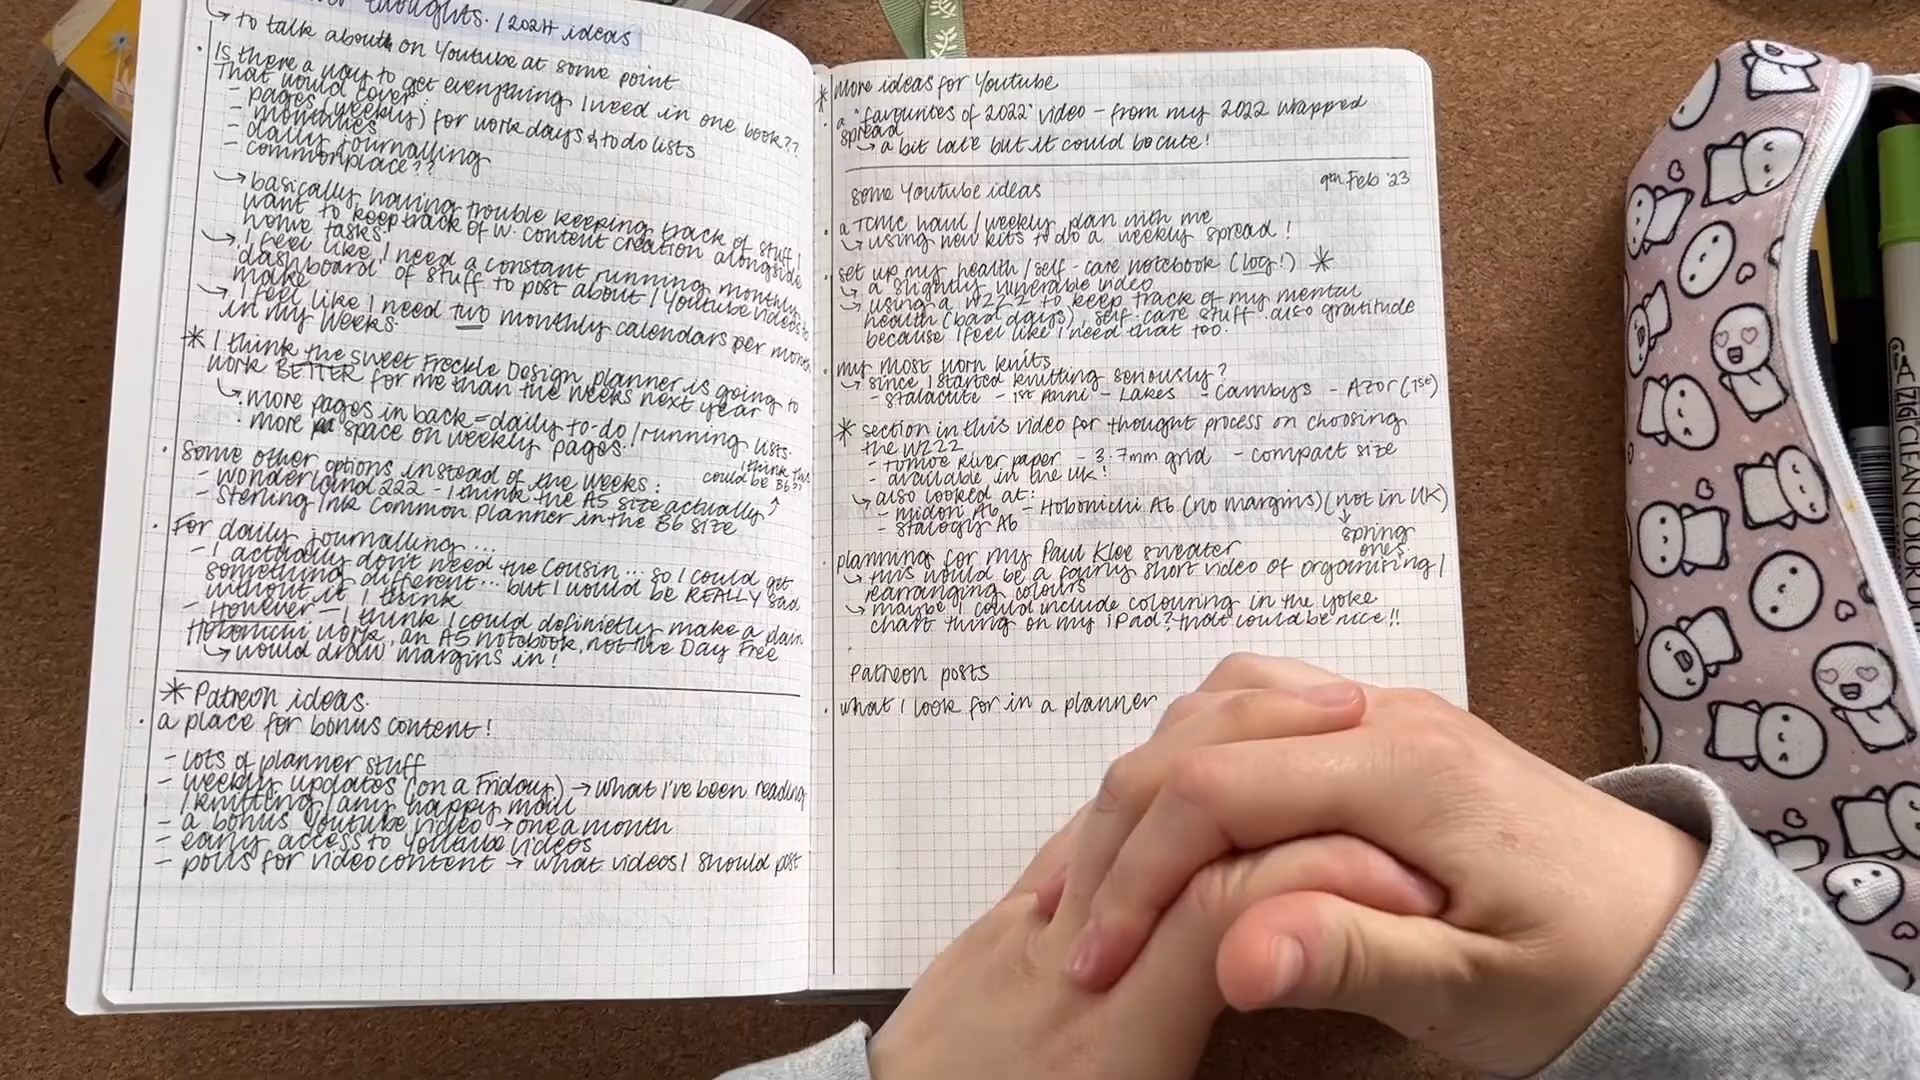 thoughts. / 2024 ideas
↳ to talk about on Youtube at some point
· Is there a way to get everything I need in one book??
That would cover:
- pages (weekly) for work days & to do lists
- monthlies
- daily journalling
- commonplace??
↳ basically having trouble keeping track of stuff I
want to keep track of w. content creation alongside
home tasks.
↳ I feel like I need a constant running monthly
dashboard of stuff to post about / Youtube videos to
make
↳ I feel like I need two monthly calendars per month
in my weeks.
* I think the Sweet Freckle Design planner is going to
work BETTER for me than the weeks next year
↳ · more pages in back = daily to-do / running lists.
· more space on weekly pages.
· Some other options instead of the weeks:
- wonderland 222 - I think the A5 size actually
I think this
could be B6??
- Sterling Ink Common Planner in the B6 size
· For daily journalling...
- I actually don't need the Cousin... so I could get
something different... but I would be REALLY sad
without it I think
- However - I think I could definietly make a plain
Hobonichi work, an A5 notebook, not the Day Free
↳ would draw margins in!
* Patreon ideas.
· a place for bonus content!
- lots of planner stuff
- weekly updates (on a Friday) → what I've been reading
/ knitting / any happy mail
- a bonus Youtube video → one a month
- early access to Youtube videos
- polls for video content → what videos I should post
* More ideas for Youtube
· a 'favourites of 2022' video - from my 2022 wrapped
spread
↳ a bit late but it could be cute!
9th Feb '23
some Youtube ideas
· a TCMC haul / weekly plan with me
↳ using new kits to do a weekly spread!
· set up my health / self-care notebook (log!) *
↳ a slightly vulnerable video
↳ using a W222 to keep track of my mental
health (bad days), self-care stuff, also gratitude
because I feel like I need that too.
· my most worn knits
↳ since I started knitting seriously?
- stalactite - 1st panni - Lakes - Cambys - Azor (1st)
* section in this video for thought process on choosing
the W222
- tomoe River paper - 3.7mm grid - compact size
- available in the UK!
↳ also looked at:
- midori A6 - Hobonichi A6 (no margins) (not in UK)
- stalogy A6
↓
spring
ones
· planning for my Paul Klee sweater
↳ this would be a fairly short video of organising /
rearranging colours
↳ maybe I could include colouring in the yoke
chart thing on my iPad? that could be nice!!
Patreon posts
· what I look for in a planner
ZIG CLEAN COLOR